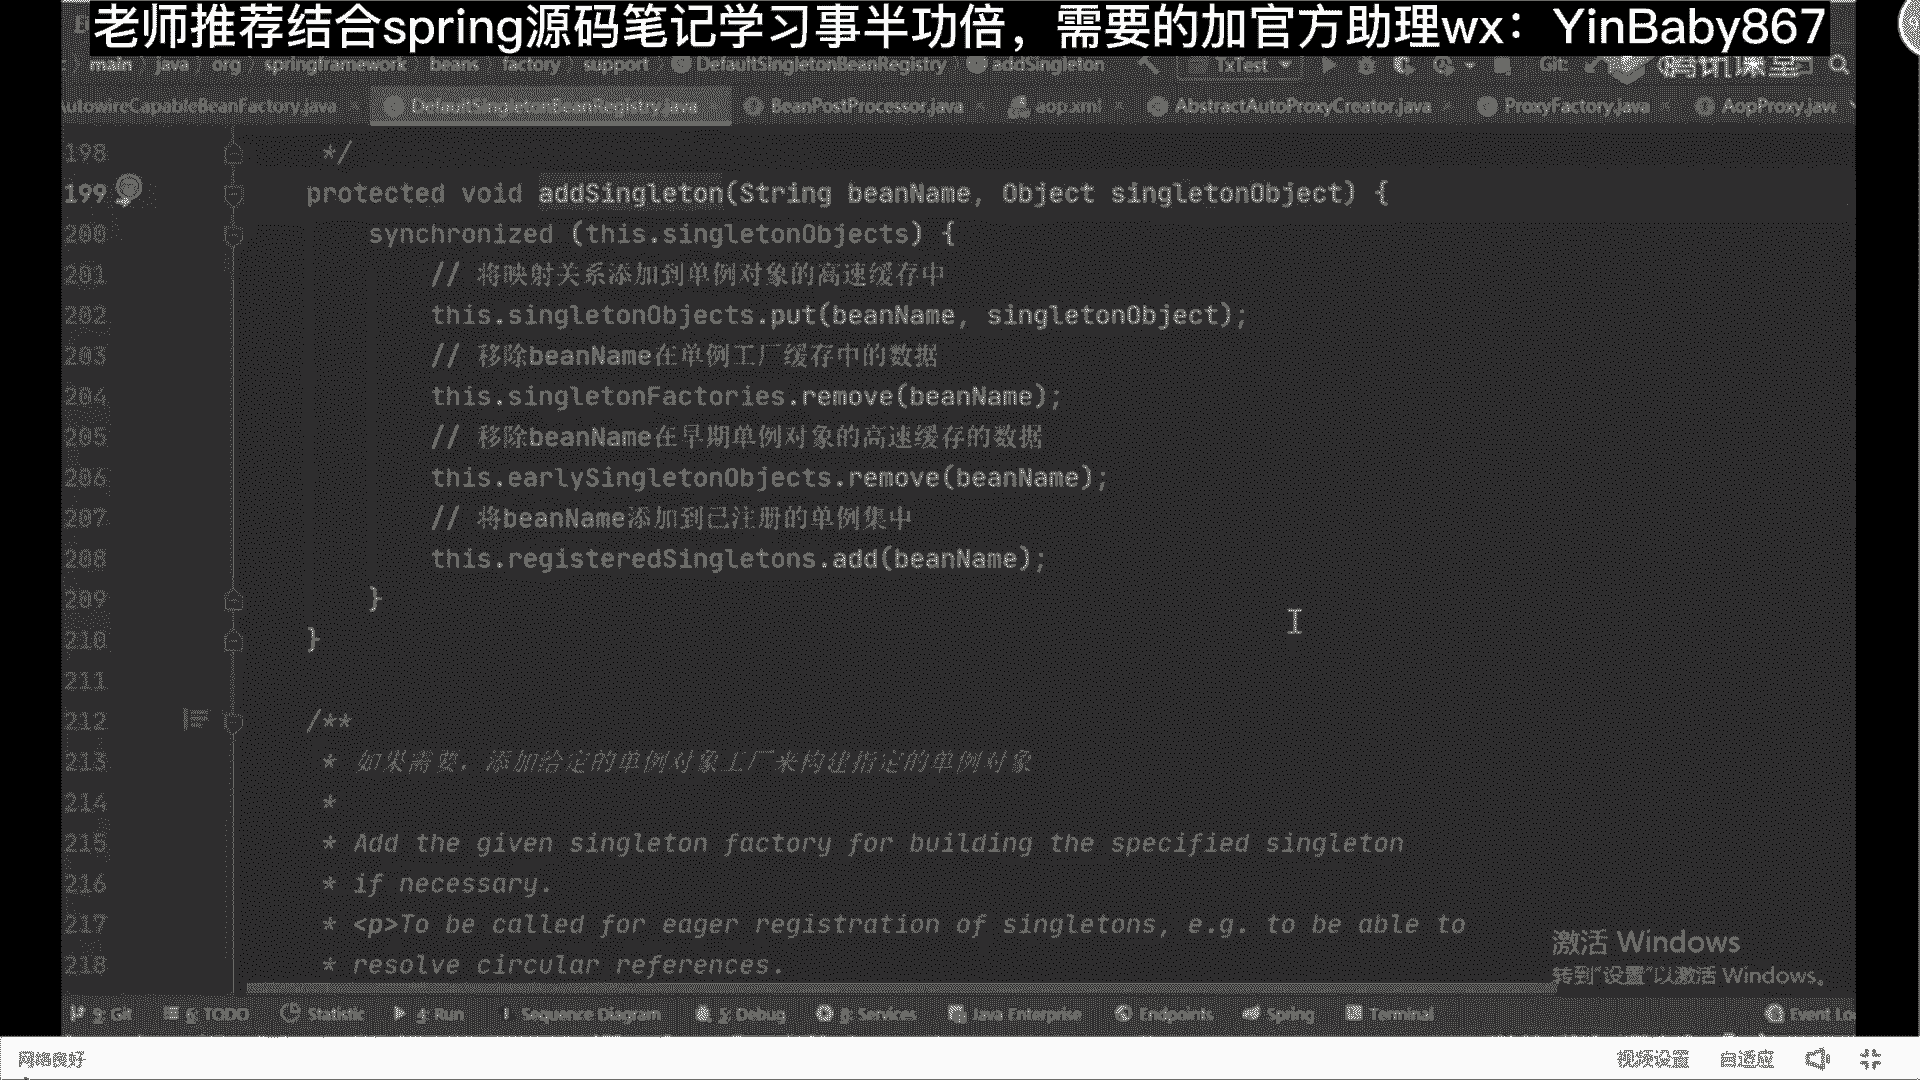 老师推荐结合spring源码笔记学习事半功倍，需要的加官方助理wx：YinBaby867
main › java › org › springframework › beans › factory › support › DefaultSingletonBeanRegistry › addSingleton TxTest Git: 腾讯课堂
utowireCapableBeanFactory.java DefaultSingletonBeanRegistry.java BeanPostProcessor.java aop.xml AbstractAutoProxyCreator.java ProxyFactory.java AopProxy.jav
198 */
199 protected void addSingleton(String beanName, Object singletonObject) {
200 synchronized (this.singletonObjects) {
201 // 将映射关系添加到单例对象的高速缓存中
202 this.singletonObjects.put(beanName, singletonObject);
203 // 移除beanName在单例工厂缓存中的数据
204 this.singletonFactories.remove(beanName);
205 // 移除beanName在早期单例对象的高速缓存的数据
206 this.earlySingletonObjects.remove(beanName);
207 // 将beanName添加到已注册的单例集中
208 this.registeredSingletons.add(beanName);
209 }
210 }
211
212 /**
213 * 如果需要，添加给定的单例对象工厂来构建指定的单例对象
214 *
215 * Add the given singleton factory for building the specified singleton
216 * if necessary.
217 * <p>To be called for eager registration of singletons, e.g. to be able to
218 * resolve circular references.
激活 Windows
转到"设置"以激活 Windows。
9: Git 6: TODO Statistic 4: Run Sequence Diagram 5: Debug 8: Services Java Enterprise Endpoints Spring Terminal Event Lo
网络良好 视频设置 自适应